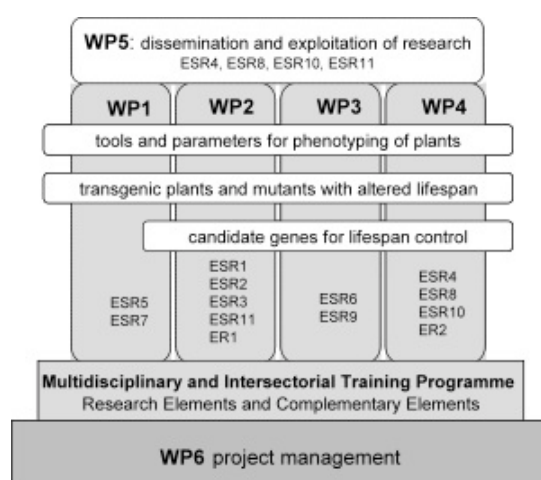 WP5: dissemination and exploitation of research
ESR4, ESR8, ESR10, ESR11
WP1 WP2 WP3 WP4
tools and parameters for phenotyping of plants
transgenic plants and mutants with altered lifespan
candidate genes for lifespan control
ESR5
ESR7
ESR1
ESR2
ESR3
ESR11
ER1
ESR6
ESR9
ESR4
ESR8
ESR10
ER2
Multidisciplinary and Intersectorial Training Programme
Research Elements and Complementary Elements
WP6 project management